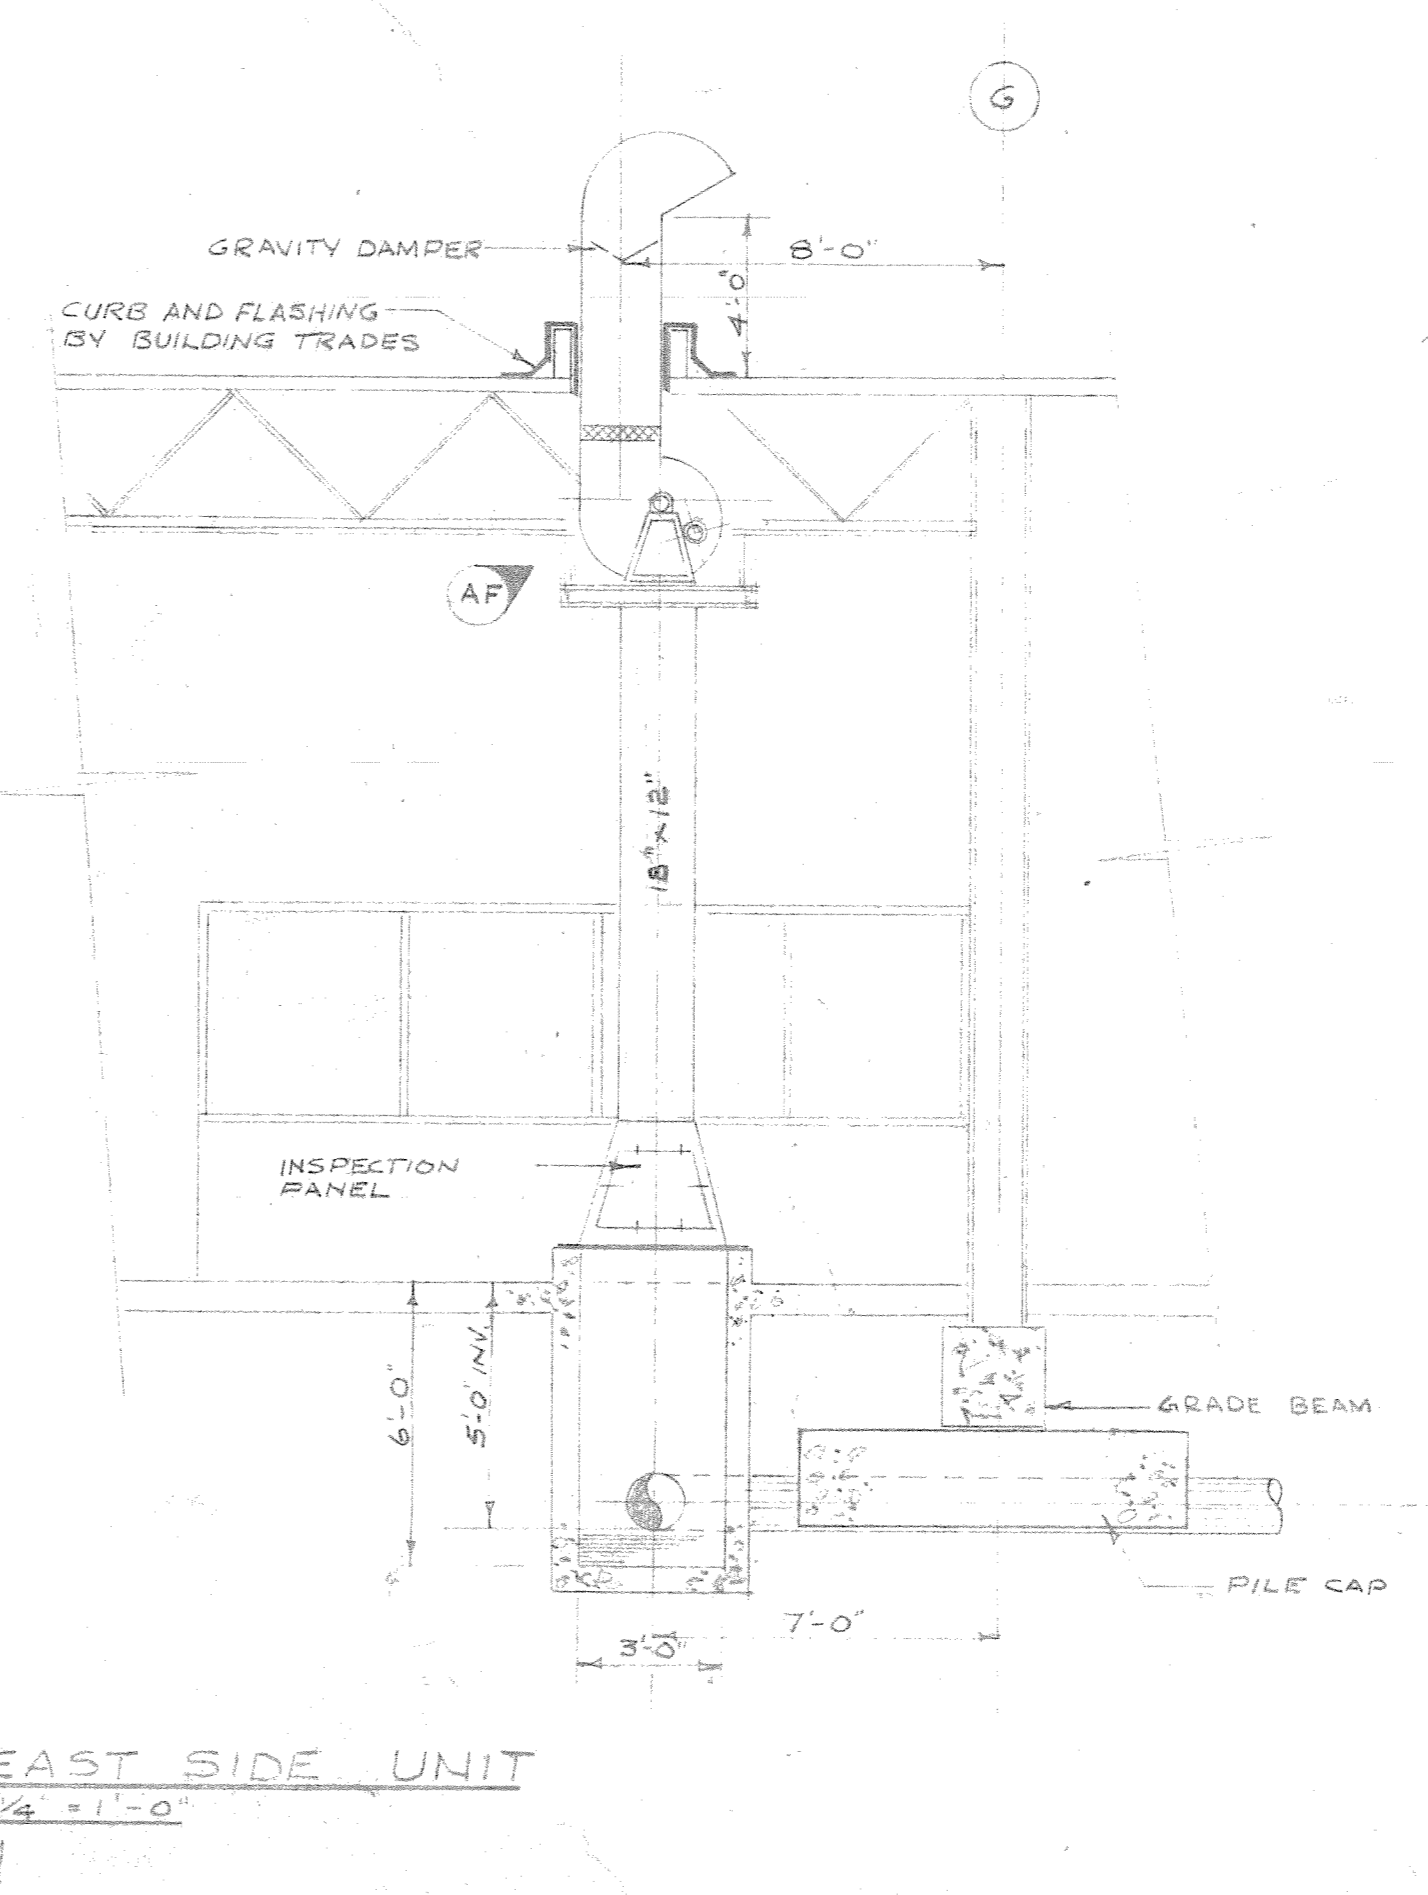 G
GRAVITY DAMPER
8'-0"
4'-0"
CURB AND FLASHING
BY BUILDING TRADES
AF
18" x 12"
INSPECTION
PANEL
6'-0"
5'-0" INV.
GRADE BEAM
PILE CAP
7'-0"
3'-0"
EAST SIDE UNIT
1/4" = 1'-0"